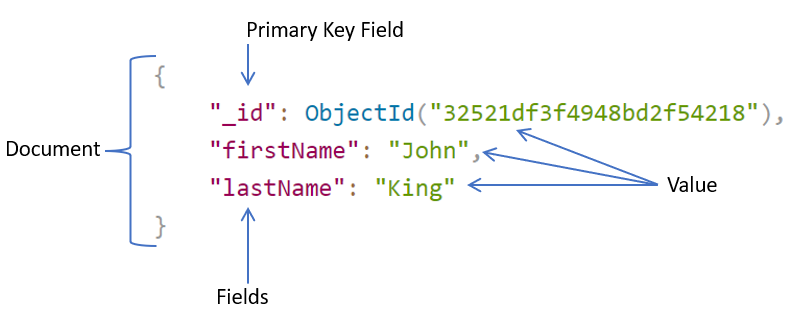 Primary Key Field
{
"_id": ObjectId("32521df3f4948bd2f54218"),
Document
"firstName": "John",
"lastName": "King"
Value
}
Fields